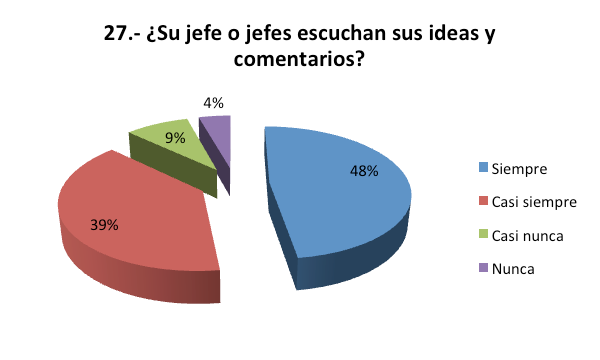 27.- ¿Su jefe o jefes escuchan sus ideas y
comentarios?
4%
9%
48%
39%
Siempre
Casi siempre
Casi nunca
Nunca